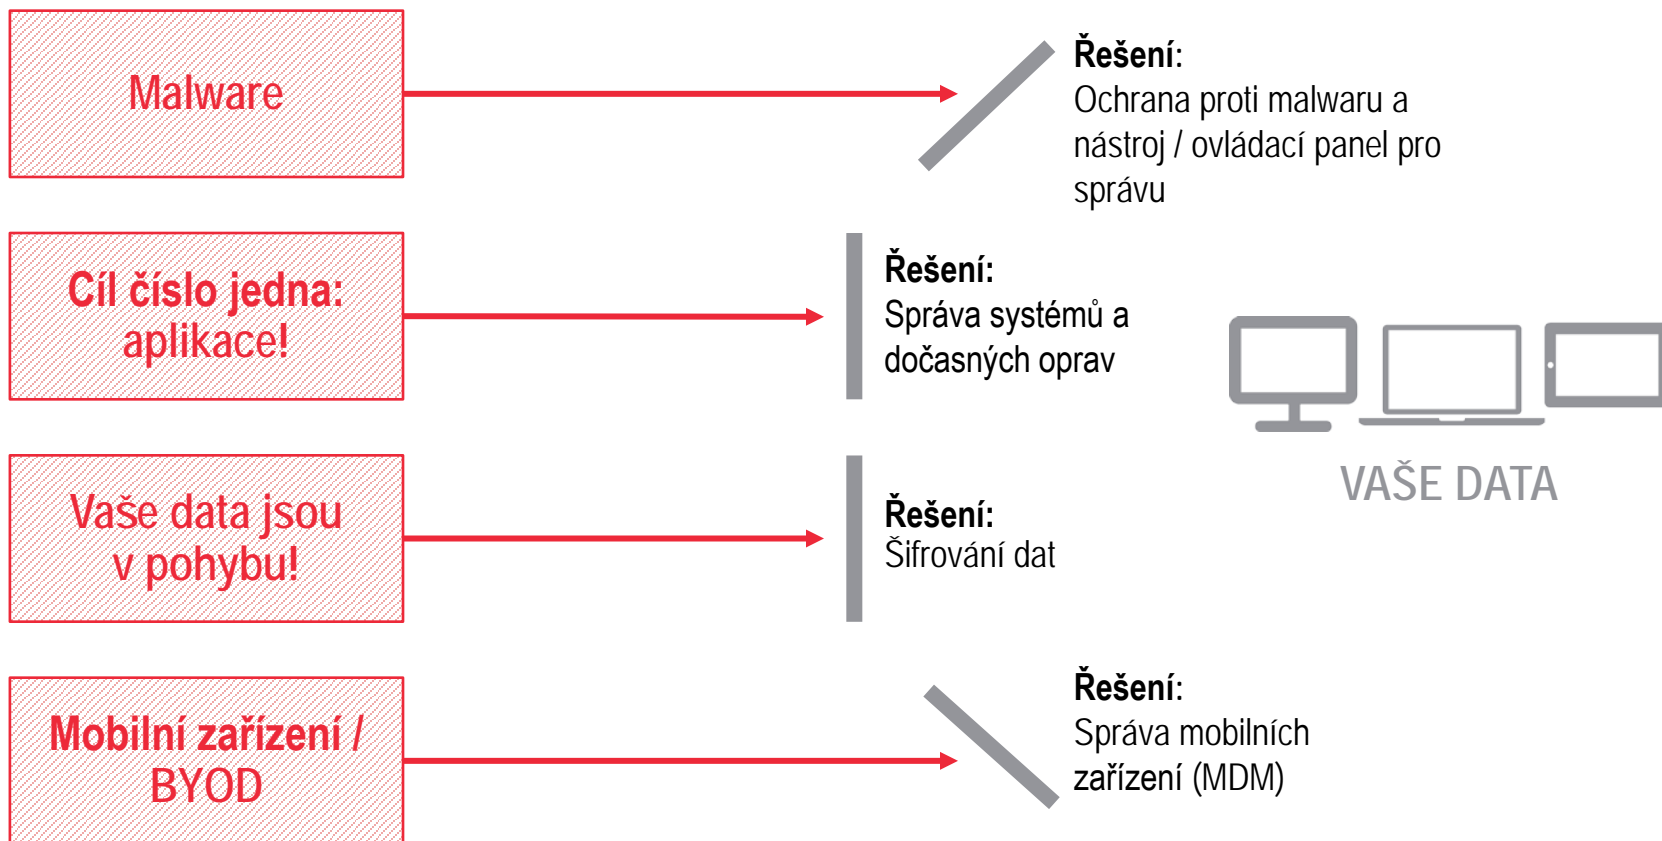 Malware
Řešení:
Ochrana proti malwaru a
nástroj / ovládací panel pro
správu
Cíl číslo jedna:
aplikace!
Řešení:
Správa systémů a
dočasných oprav
VAŠE DATA
Vaše data jsou
v pohybu!
Řešení:
Šifrování dat
Mobilní zařízení /
BYOD
Řešení:
Správa mobilních
zařízení (MDM)